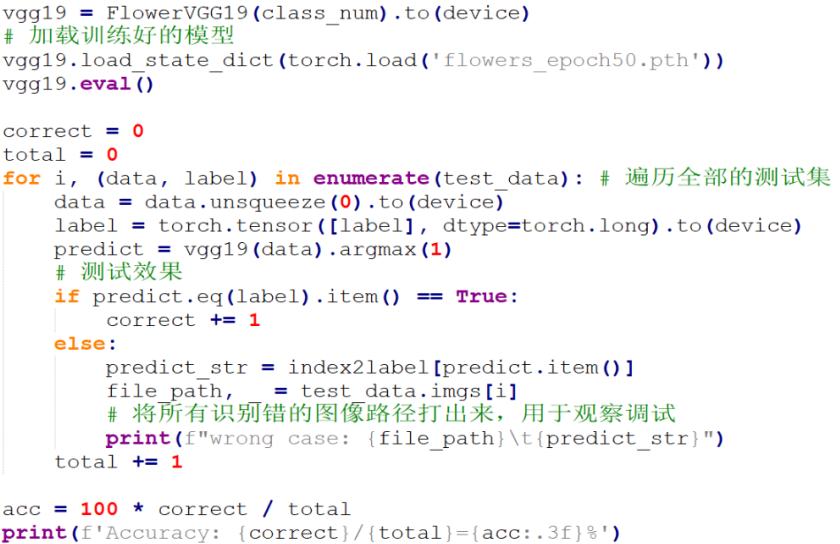 vgg19 = FlowerVGG19(class_num).to(device)
# 加载训练好的模型
vgg19.load_state_dict(torch.load('flowers_epoch50.pth'))
vgg19.eval()
correct = 0
total = 0
for i, (data, label) in enumerate(test_data): # 遍历全部的测试集
    data = data.unsqueeze(0).to(device)
    label = torch.tensor([label], dtype=torch.long).to(device)
    predict = vgg19(data).argmax(1)
    # 测试效果
    if predict.eq(label).item() == True:
        correct += 1
    else:
        predict_str = index2label[predict.item()]
        file_path, _ = test_data.imgs[i]
        # 将所有识别错的图像路径打出来，用于观察调试
        print(f"wrong case: {file_path}\t{predict_str}")
    total += 1
acc = 100 * correct / total
print(f'Accuracy: {correct}/{total}={acc:.3f}%')